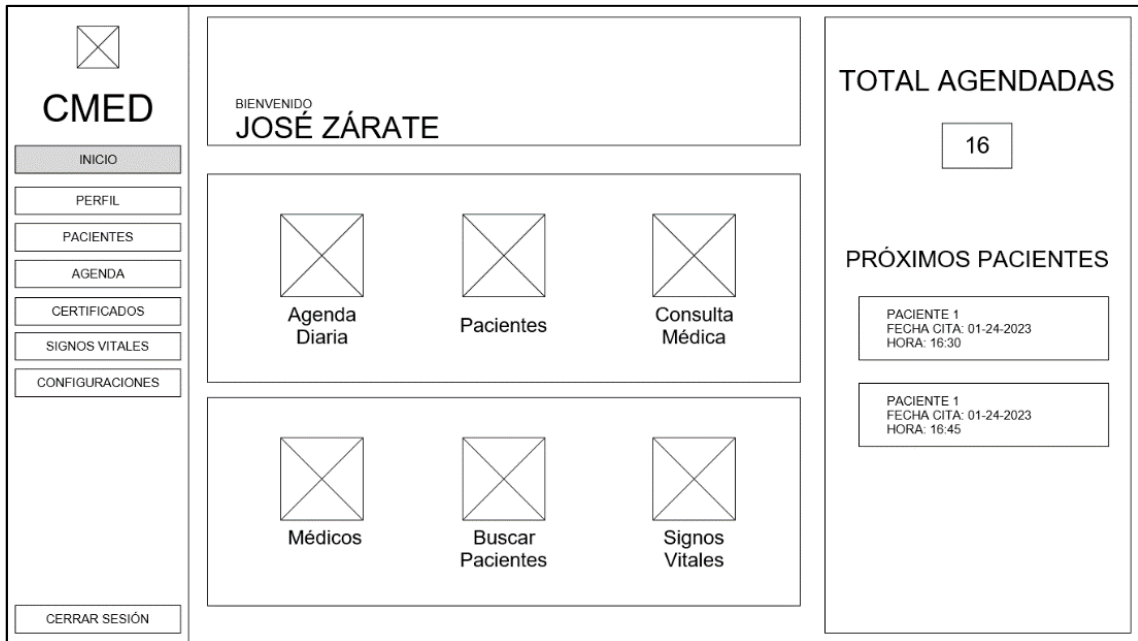 CMED
INICIO
PERFIL
PACIENTES
AGENDA
CERTIFICADOS
SIGNOS VITALES
CONFIGURACIONES
CERRAR SESIÓN
BIENVENIDO
JOSÉ ZÁRATE
Agenda
Diaria
Pacientes
Consulta
Médica
Médicos
Buscar
Pacientes
Signos
Vitales
TOTAL AGENDADAS
16
PRÓXIMOS PACIENTES
PACIENTE 1
FECHA CITA: 01-24-2023
HORA: 16:30
PACIENTE 1
FECHA CITA: 01-24-2023
HORA: 16:45